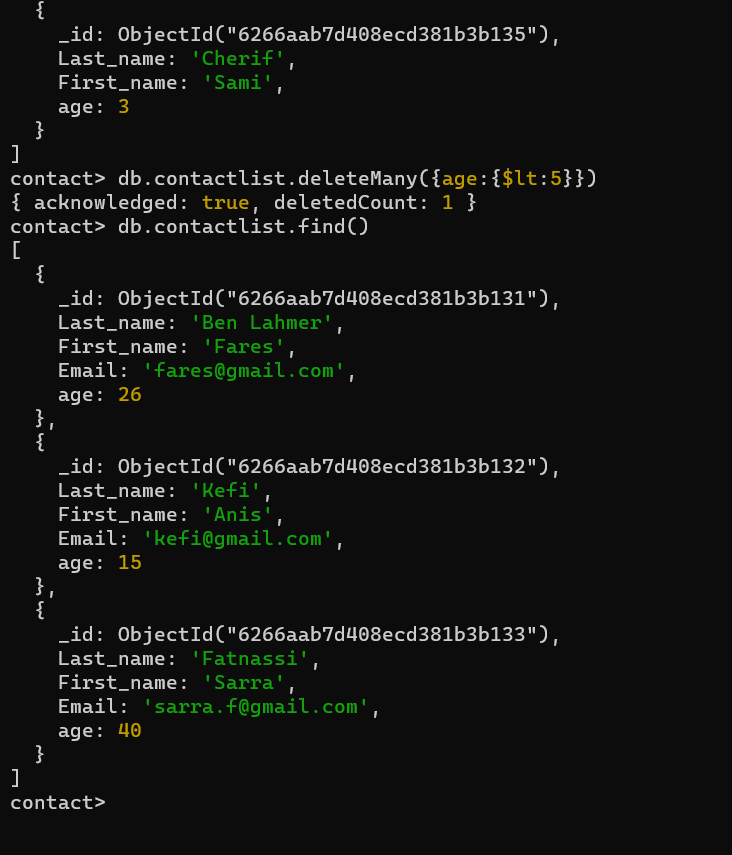 {
    _id: ObjectId("6266aab7d408ecd381b3b135"),
    Last_name: 'Cherif',
    First_name: 'Sami',
    age: 3
  }
]
contact> db.contactlist.deleteMany({age:{$lt:5}})
{ acknowledged: true, deletedCount: 1 }
contact> db.contactlist.find()
[
  {
    _id: ObjectId("6266aab7d408ecd381b3b131"),
    Last_name: 'Ben Lahmer',
    First_name: 'Fares',
    Email: 'fares@gmail.com',
    age: 26
  },
  {
    _id: ObjectId("6266aab7d408ecd381b3b132"),
    Last_name: 'Kefi',
    First_name: 'Anis',
    Email: 'kefi@gmail.com',
    age: 15
  },
  {
    _id: ObjectId("6266aab7d408ecd381b3b133"),
    Last_name: 'Fatnassi',
    First_name: 'Sarra',
    Email: 'sarra.f@gmail.com',
    age: 40
  }
]
contact>